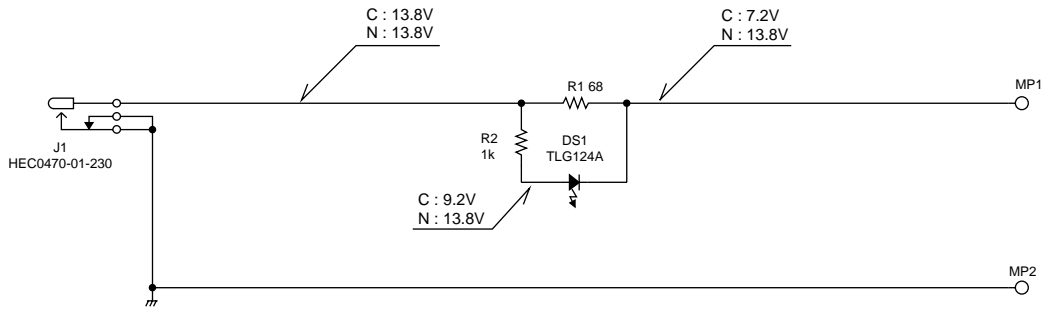 C : 13.8V
N : 13.8V
C : 7.2V
N : 13.8V
MP1
R1 68
J1
HEC0470-01-230
R2
1k
DS1
TLG124A
C : 9.2V
N : 13.8V
MP2